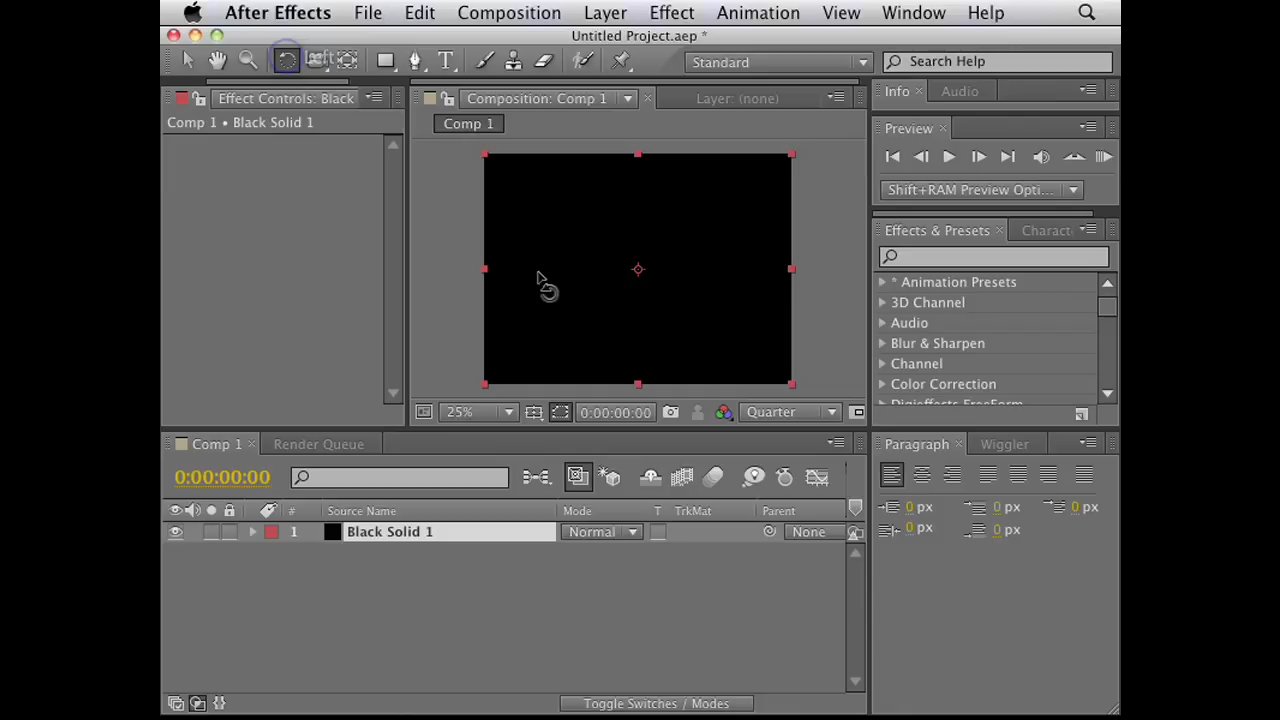 After Effects File Edit Composition Layer Effect Animation View Window Help
Untitled Project.aep *
Left
Standard
Search Help
Effect Controls: Black
Composition: Comp 1
Layer: (none)
Info
Audio
Comp 1 • Black Solid 1
Comp 1
Preview
Shift+RAM Preview Opti...
Effects & Presets
Charact
* Animation Presets
3D Channel
Audio
Blur & Sharpen
Channel
Color Correction
Digieffects FreeForm
25%
0:00:00:00
Quarter
Comp 1
Render Queue
Paragraph
Wiggler
0:00:00:00
0 px
0 px
0 px
0 px
0 px
# Source Name Mode T TrkMat Parent
1 Black Solid 1 Normal None
Toggle Switches / Modes